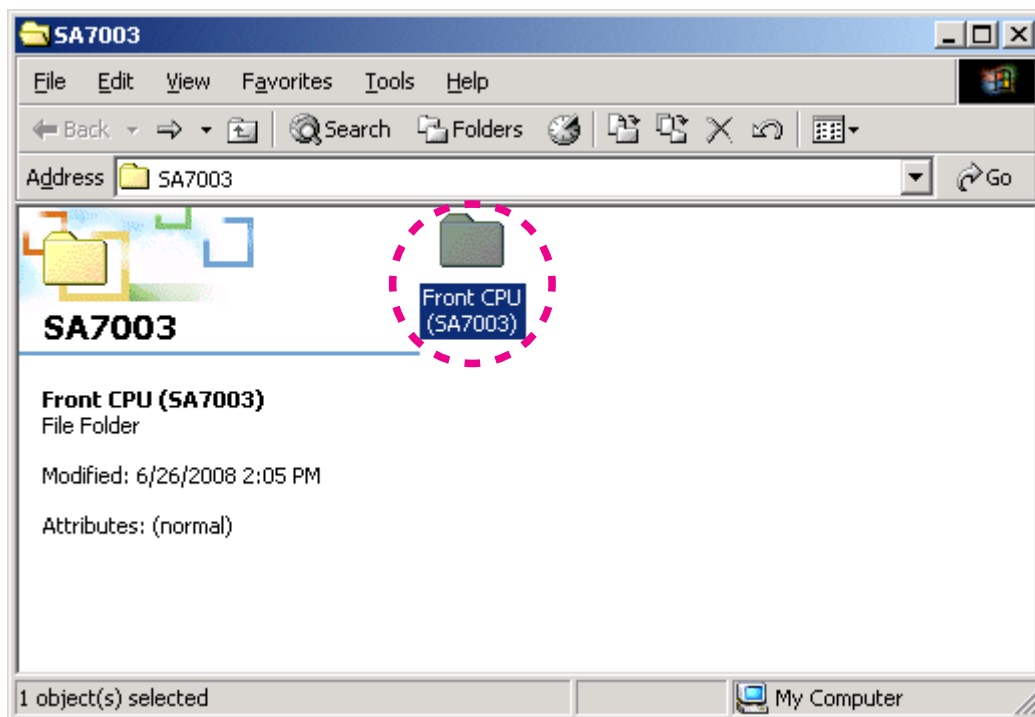 SA7003
File Edit View Favorites Tools Help
Back Search Folders
Address SA7003 Go
Front CPU
(SA7003)
SA7003
Front CPU (SA7003)
File Folder
Modified: 6/26/2008 2:05 PM
Attributes: (normal)
1 object(s) selected My Computer